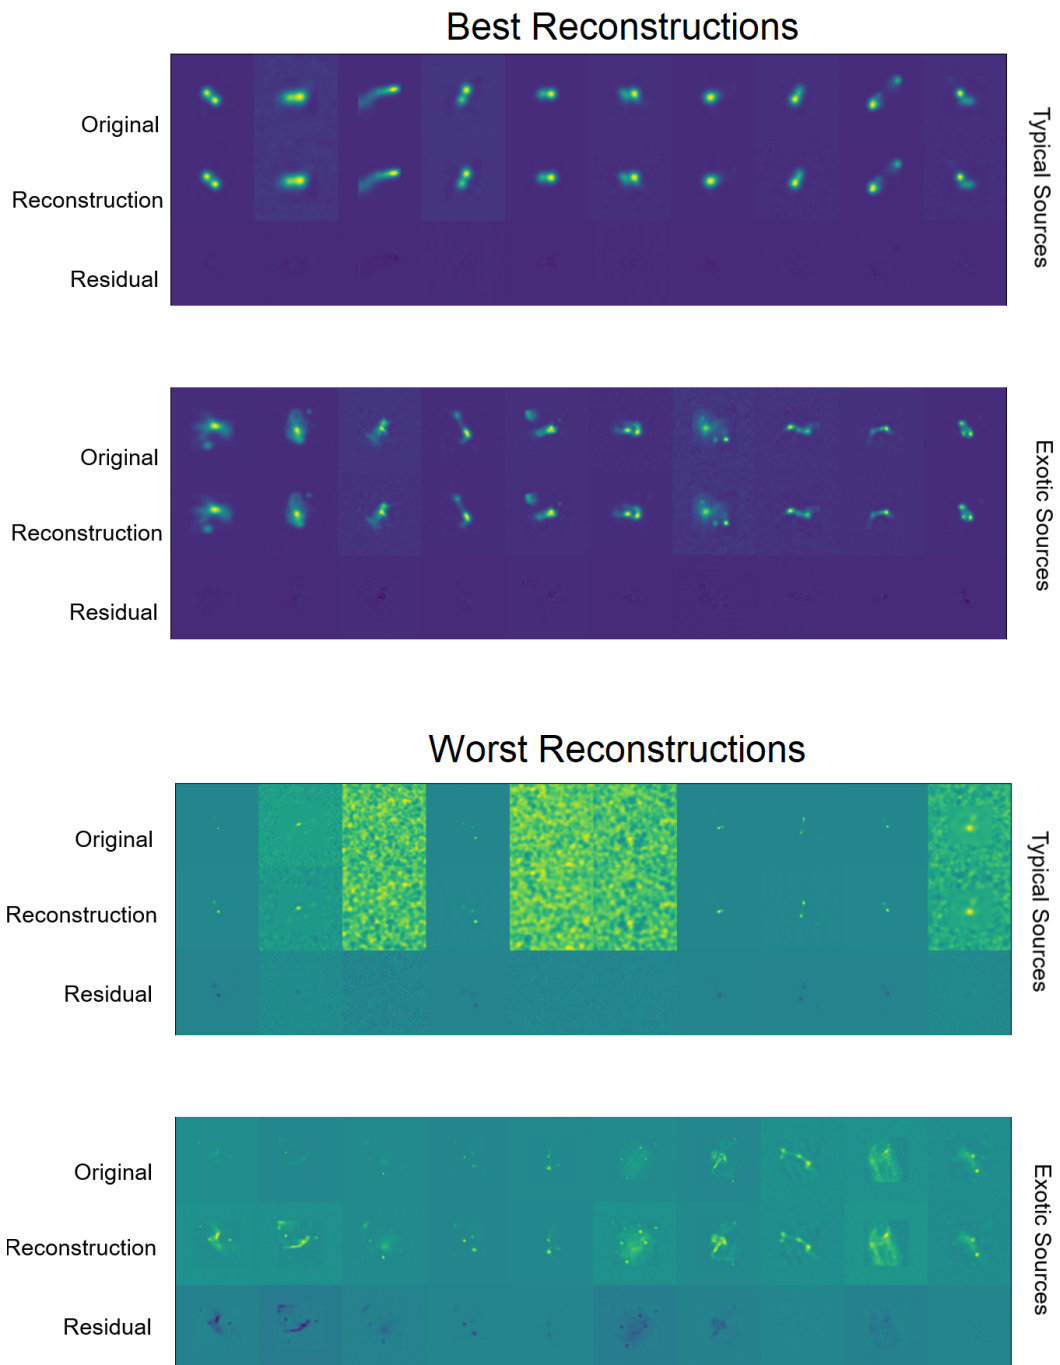 Best Reconstructions
Original
Reconstruction
Residual
Typical Sources
Original
Reconstruction
Residual
Exotic Sources
Worst Reconstructions
Original
Reconstruction
Residual
Typical Sources
Original
Reconstruction
Residual
Exotic Sources